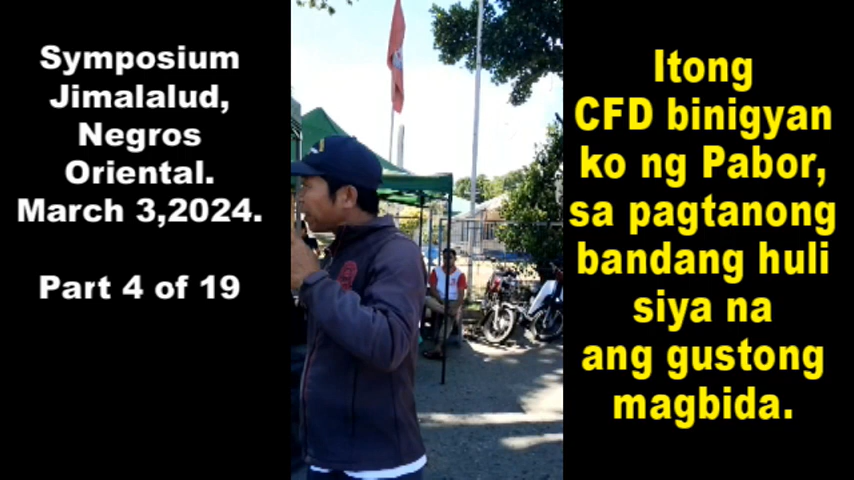 Symposium
Jimalalud,
Negros
Oriental.
March 3,2024.
Part 4 of 19
Itong
CFD binigyan
ko ng Pabor,
sa pagtanong
bandang huli
siya na
ang gustong
magbida.